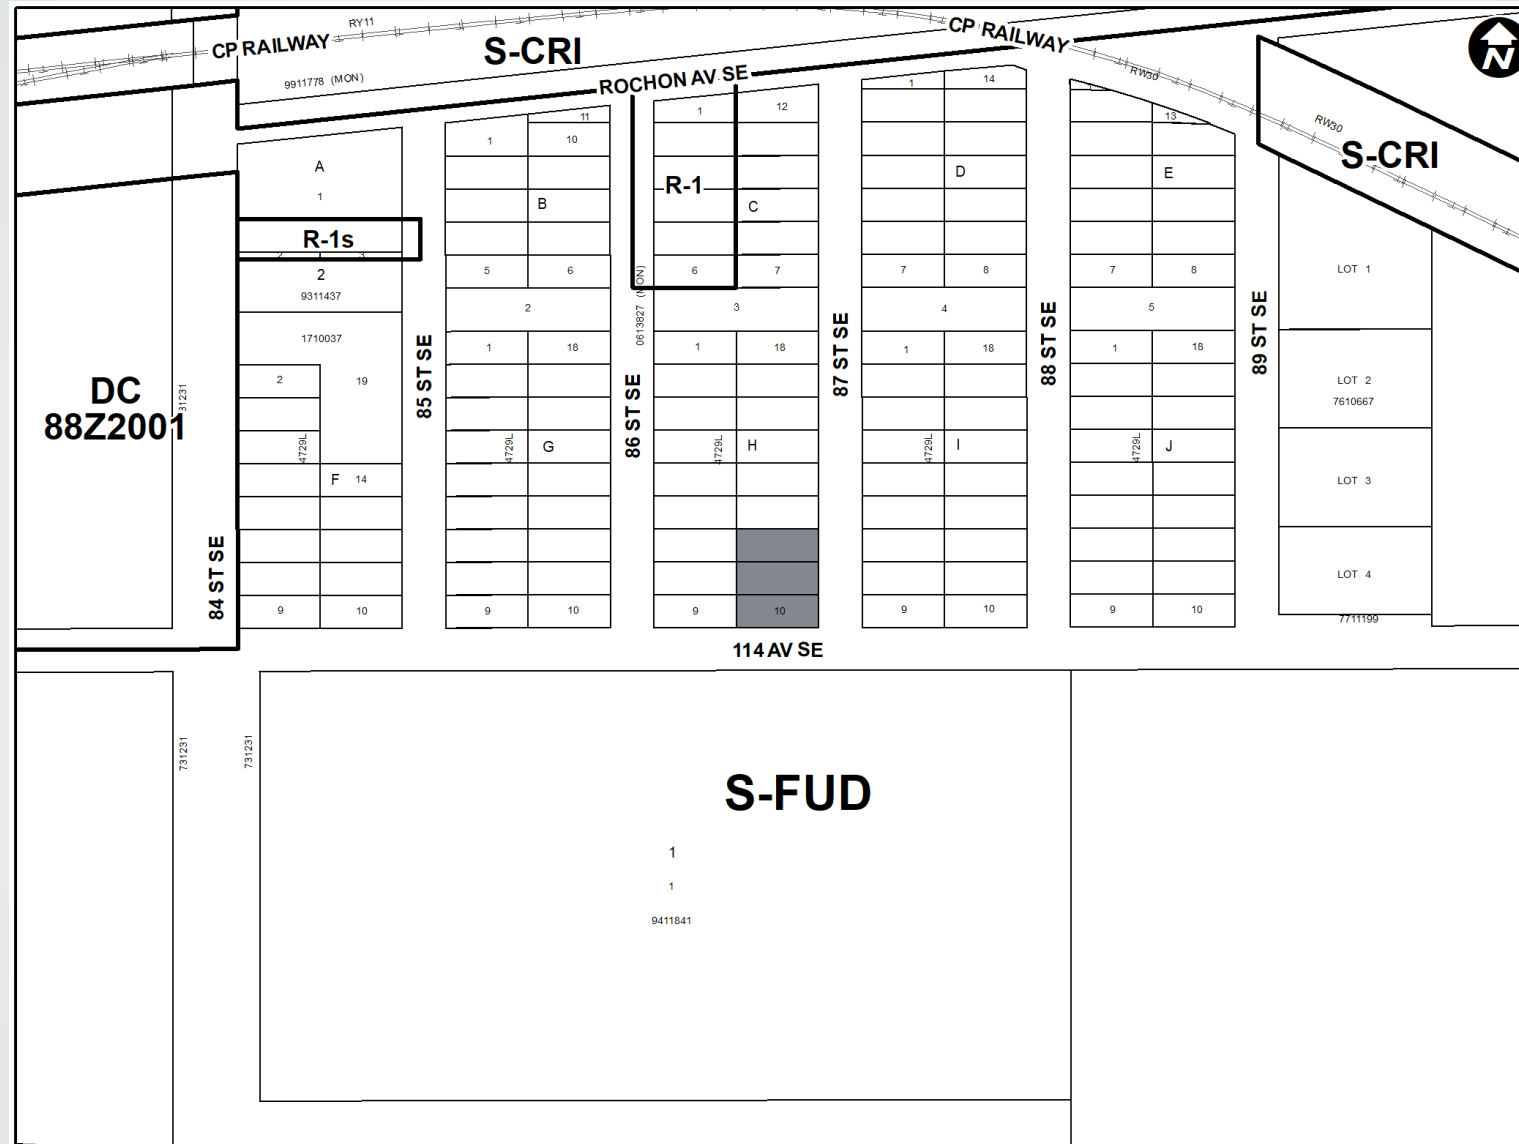 RY11
CP RAILWAY
S-CRI
CP RAILWAY
N
9911778 (MON)
ROCHON AV SE
RW30
RW30
S-CRI
1
14
1
12
11
13
1
10
A
1
D
E
R-1
B
C
R-1s
2
3
2
9311437
5
6
6
7
7
8
7
8
LOT 1
0613827 (MON)
2
3
4
5
1710037
1
18
1
18
1
18
1
18
85 ST SE
86 ST SE
87 ST SE
88 ST SE
89 ST SE
2
19
LOT 2
7610667
DC
88Z2001
31231
4729L
4729L
G
4729L
H
4729L
I
4729L
J
F
14
LOT 3
84 ST SE
LOT 4
9
10
9
10
9
10
9
10
9
10
7711199
114 AV SE
731231
731231
S-FUD
1
1
9411841